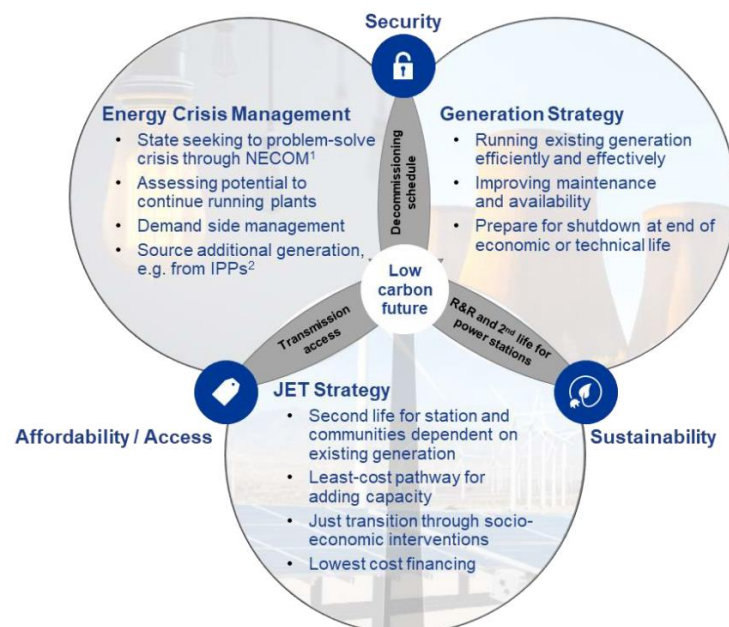 Security
Energy Crisis Management
• State seeking to problem-solve
crisis through NECOM¹
• Assessing potential to
continue running plants
• Demand side management
• Source additional generation,
e.g. from IPPs²
Generation Strategy
• Running existing generation
efficiently and effectively
• Improving maintenance
and availability
• Prepare for shutdown at end of
economic or technical life
Decommissioning
schedule
Low
carbon
future
Transmission
access
R&R and 2nd life for
power stations
Affordability / Access
JET Strategy
• Second life for station and
communities dependent on
existing generation
• Least-cost pathway for
adding capacity
• Just transition through socio-
economic interventions
• Lowest cost financing
Sustainability